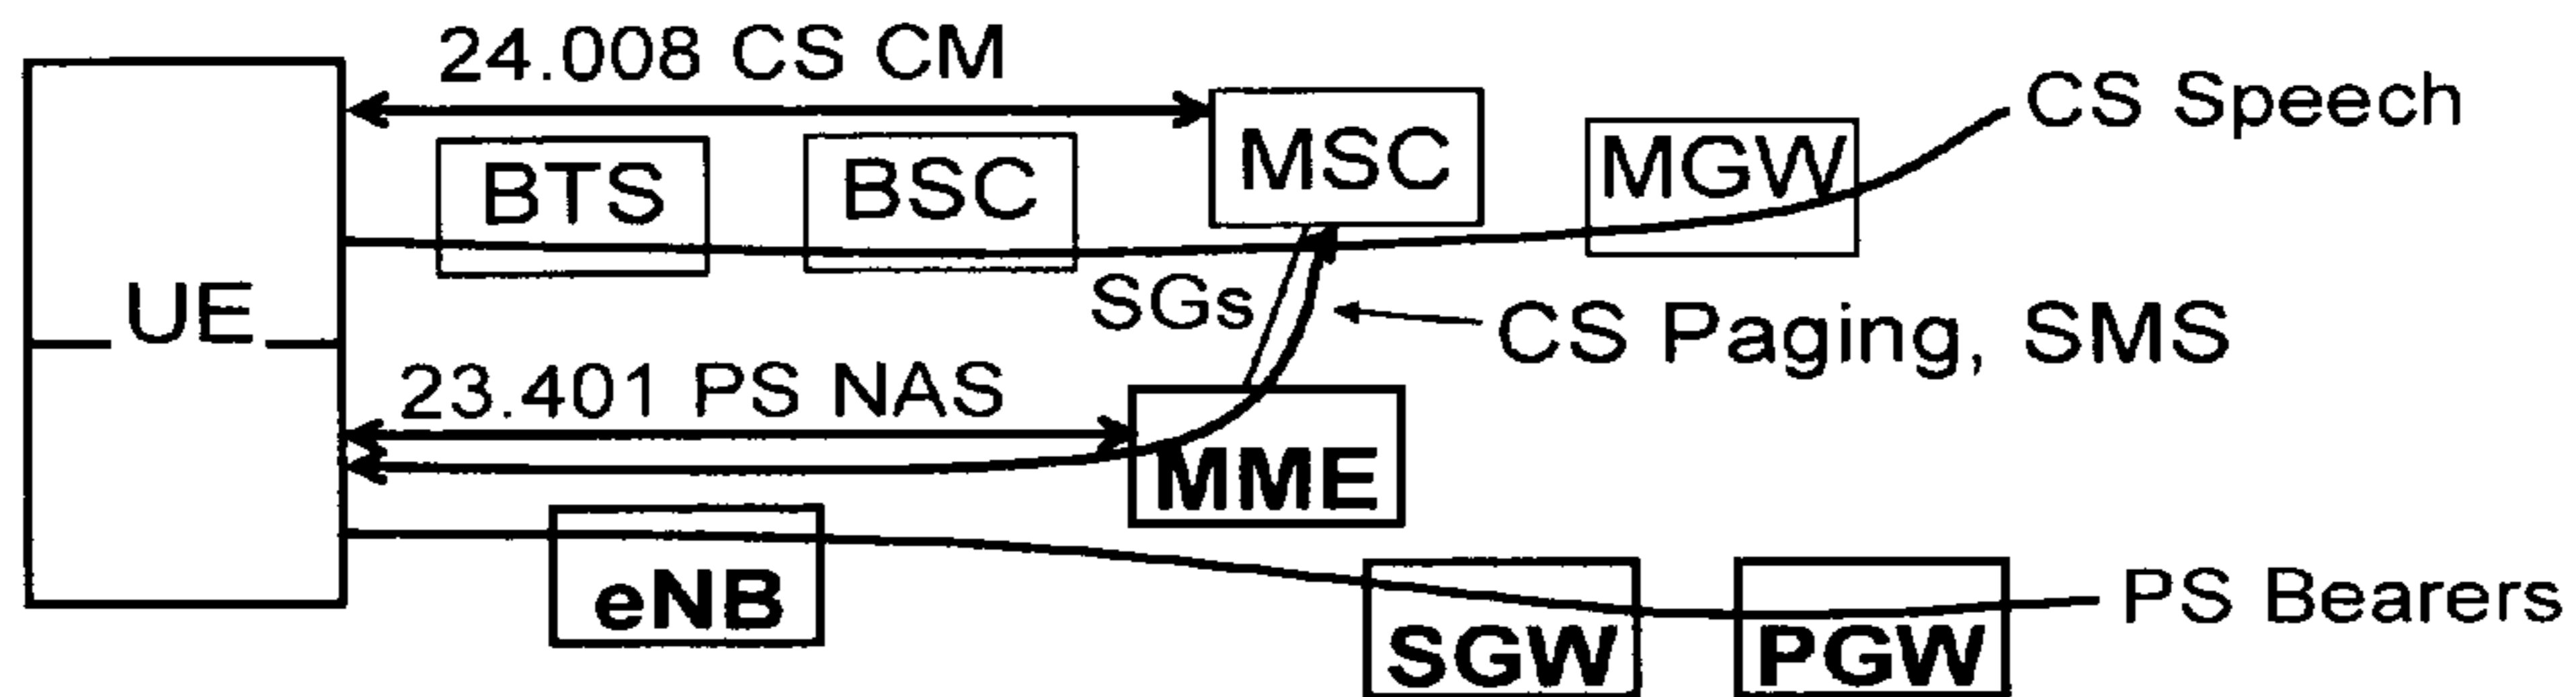 24.008 CS CM
CS Speech
MSC
MGW
BTS
BSC
UE
SGs
CS Paging, SMS
23.401 PS NAS
MME
eNB
PS Bearers
SGW
PGW